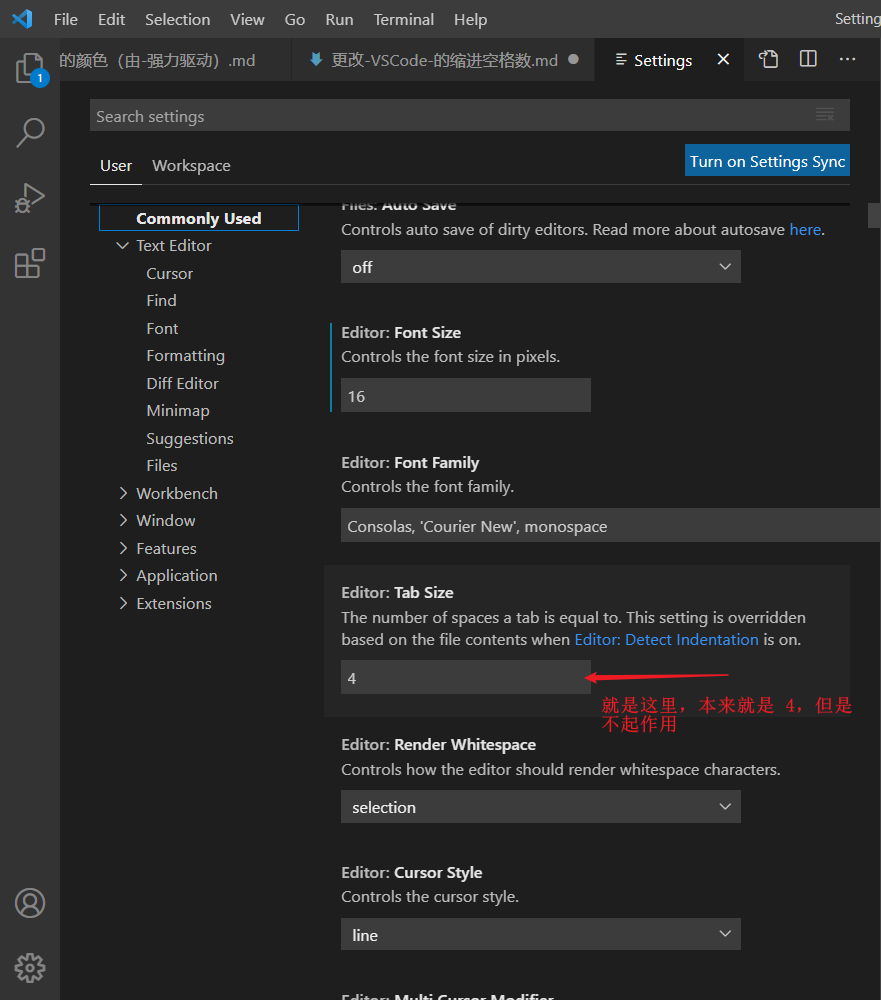 File Edit Selection View Go Run Terminal Help Setting
的颜色（由-强力驱动）.md 更改-VSCode-的缩进空格数.md Settings
1
Search settings
User Workspace Turn on Settings Sync
Commonly Used
Text Editor
Cursor
Find
Font
Formatting
Diff Editor
Minimap
Suggestions
Files
Workbench
Window
Features
Application
Extensions
Files: Auto Save
Controls auto save of dirty editors. Read more about autosave here.
off
Editor: Font Size
Controls the font size in pixels.
16
Editor: Font Family
Controls the font family.
Consolas, 'Courier New', monospace
Editor: Tab Size
The number of spaces a tab is equal to. This setting is overridden
based on the file contents when Editor: Detect Indentation is on.
4
就是这里，本来就是 4，但是
不起作用
Editor: Render Whitespace
Controls how the editor should render whitespace characters.
selection
Editor: Cursor Style
Controls the cursor style.
line
Editor: Multi Cursor Modifier